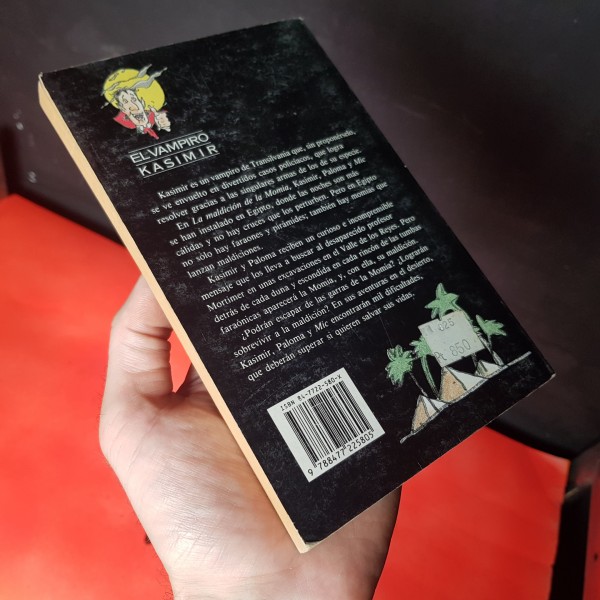 EL VAMPIRO
KASIMIR
Kasimir es un vampiro de Transilvania que, sin proponérselo,
se ve envuelto en divertidos casos policíacos, que logra
resolver gracias a las singulares armas de los de su especie.
En La maldición de la Momia, Kasimir, Paloma y Mic
se han instalado en Egipto, donde las noches son más
cálidas y no hay cruces que los perturben. Pero en Egipto
no sólo hay faraones y pirámides; también hay momias que
lanzan maldiciones.
Kasimir y Paloma reciben un curioso e incomprensible
mensaje que los lleva a buscar al desaparecido profesor
Mortimer en unas excavaciones en el Valle de los Reyes. Pero
detrás de cada duna y escondida en cada rincón de las tumbas
faraónicas aparecerá la Momia, y, con ella, su maldición.
¿Podrán escapar de las garras de la Momia? ¿Lograrán
sobrevivir a la maldición? En sus aventuras en el desierto,
Kasimir, Paloma y Mic encontrarán mil dificultades,
que deberán superar si quieren salvar sus vidas.
625
850
ISBN 84-7722-580-X
9 788477 225805